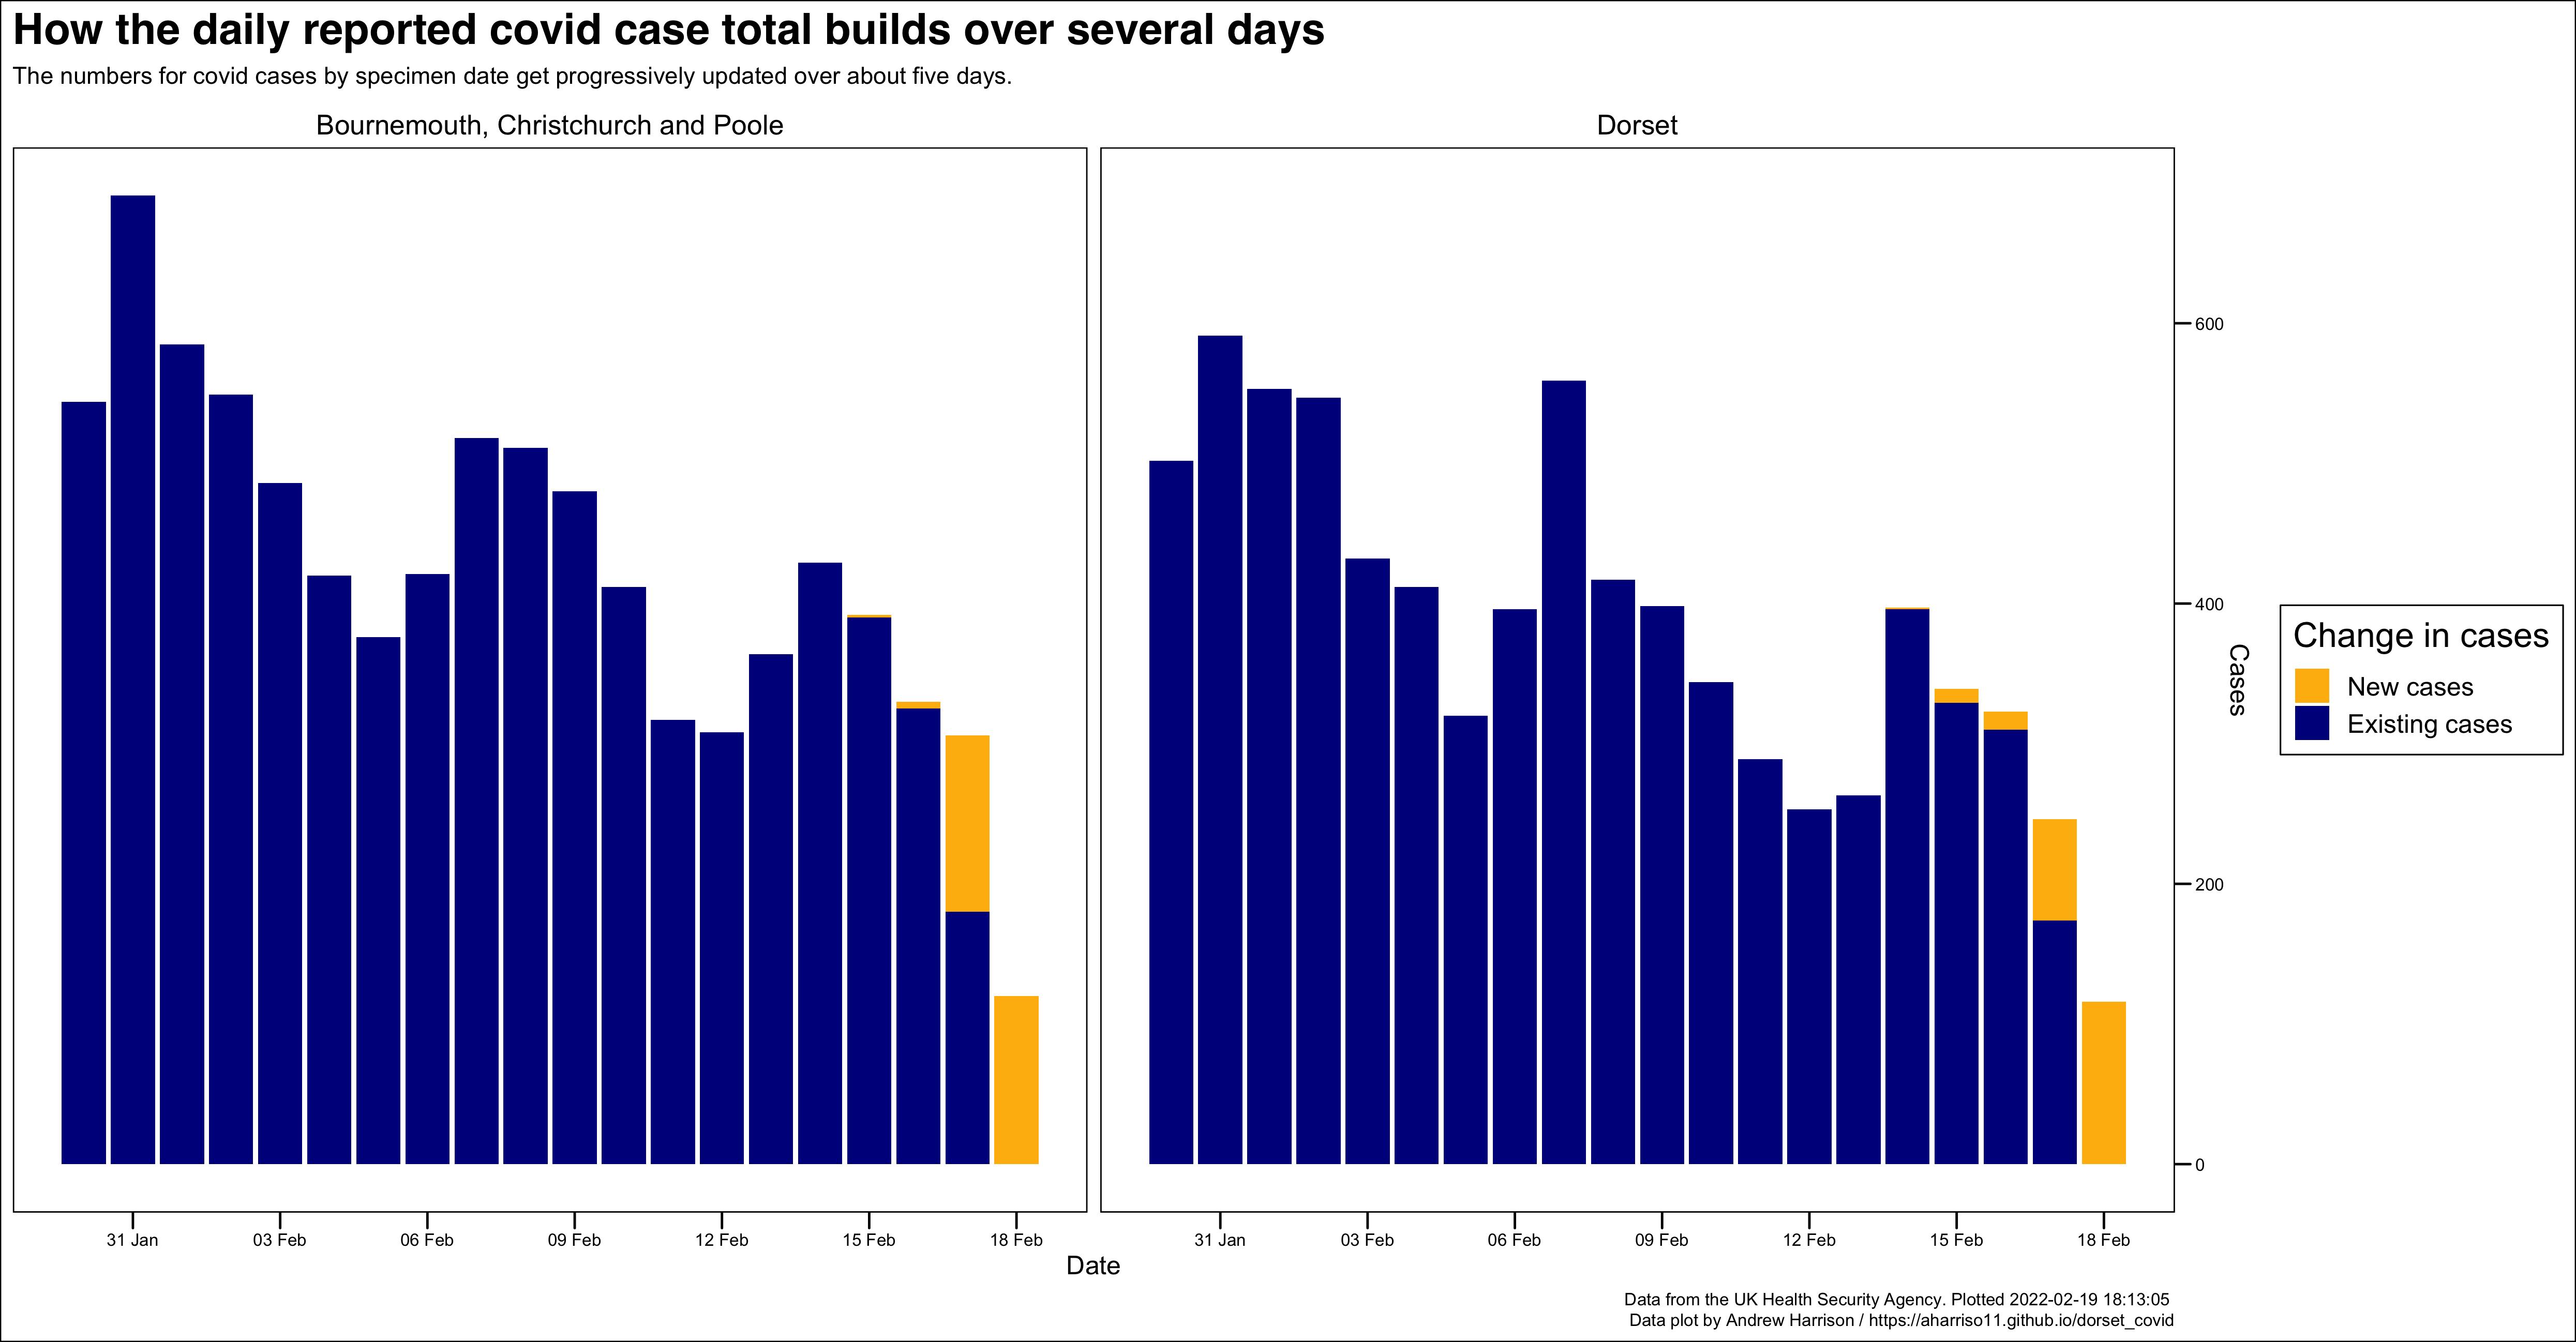 How the daily reported covid case total builds over several days
The numbers for covid cases by specimen date get progressively updated over about five days.
Bournemouth, Christchurch and Poole
Dorset
600
400
200
0
Cases
Change in cases
New cases
Existing cases
31 Jan 03 Feb 06 Feb 09 Feb 12 Feb 15 Feb 18 Feb
31 Jan 03 Feb 06 Feb 09 Feb 12 Feb 15 Feb 18 Feb
Date
Data from the UK Health Security Agency. Plotted 2022-02-19 18:13:05
Data plot by Andrew Harrison / https://aharriso11.github.io/dorset_covid